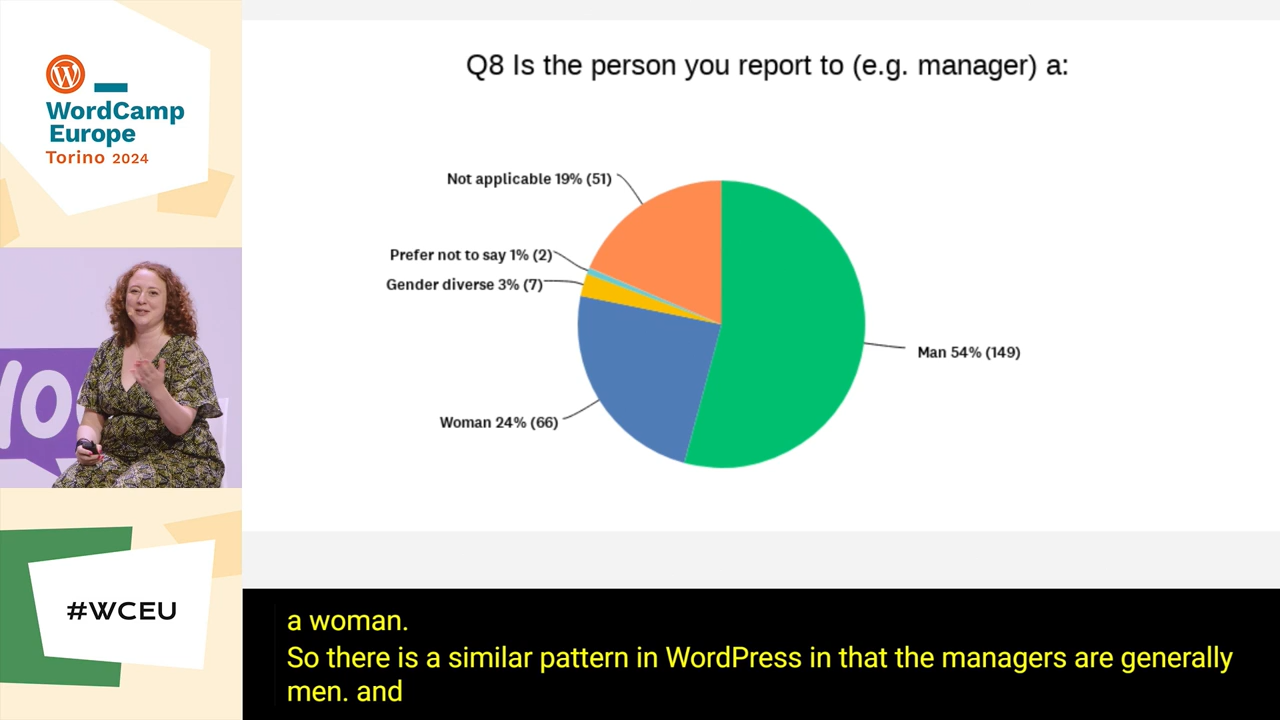 WordCamp
Europe
Torino 2024
Q8 Is the person you report to (e.g. manager) a:
Not applicable 19% (51)
Prefer not to say 1% (2)
Gender diverse 3% (7)
Man 54% (149)
Woman 24% (66)
#WCEU
a woman.
So there is a similar pattern in WordPress in that the managers are generally
men. and